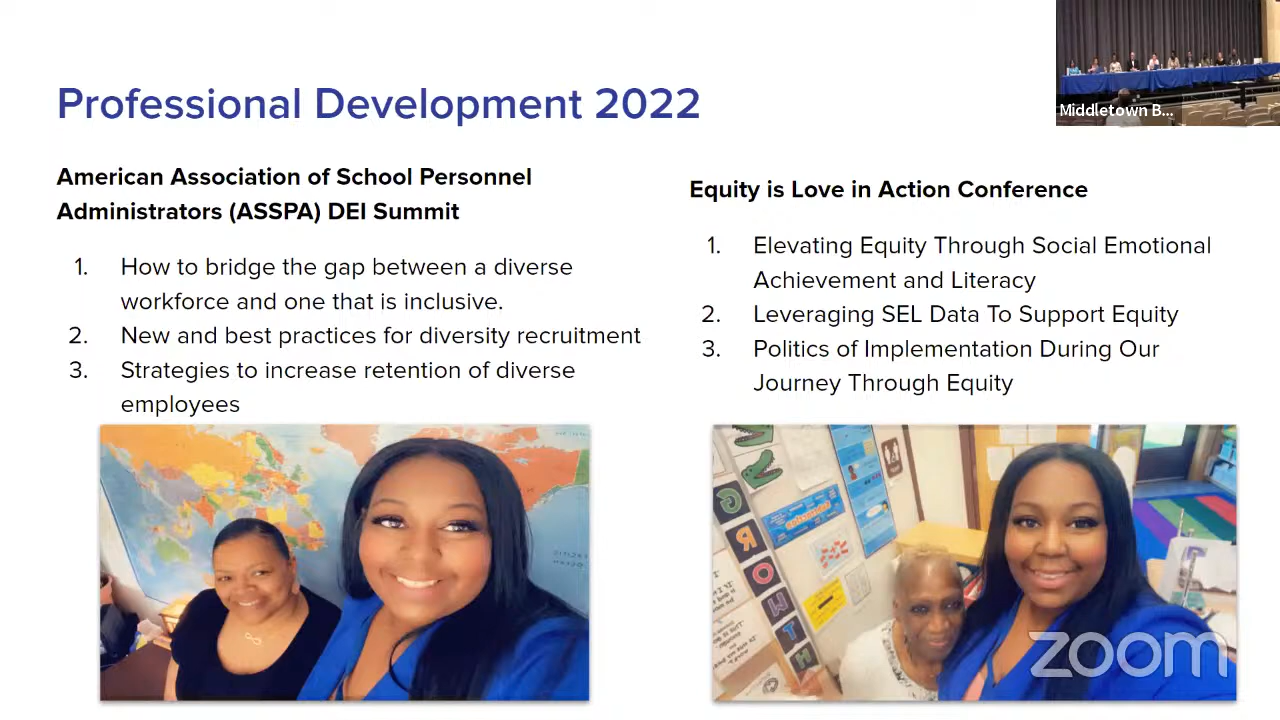 Professional Development 2022
Middletown B...
American Association of School Personnel
Administrators (ASSPA) DEI Summit
1. How to bridge the gap between a diverse
workforce and one that is inclusive.
2. New and best practices for diversity recruitment
3. Strategies to increase retention of diverse
employees
Equity is Love in Action Conference
1. Elevating Equity Through Social Emotional
Achievement and Literacy
2. Leveraging SEL Data To Support Equity
3. Politics of Implementation During Our
Journey Through Equity
G
R
O
W
T
H
zoom